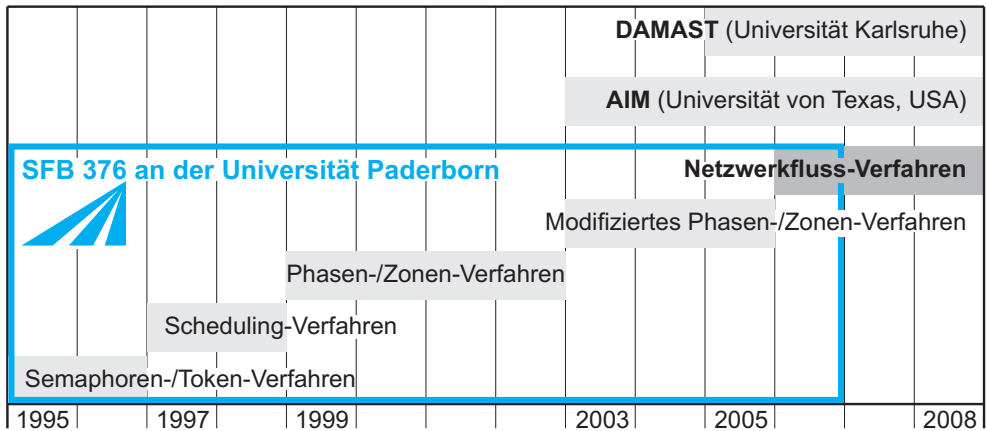 DAMAST (Universität Karlsruhe)
AIM (Universität von Texas, USA)
SFB 376 an der Universität Paderborn
Netzwerkfluss-Verfahren
Modifiziertes Phasen-/Zonen-Verfahren
Phasen-/Zonen-Verfahren
Scheduling-Verfahren
Semaphoren-/Token-Verfahren
1995 1997 1999 2003 2005 2008